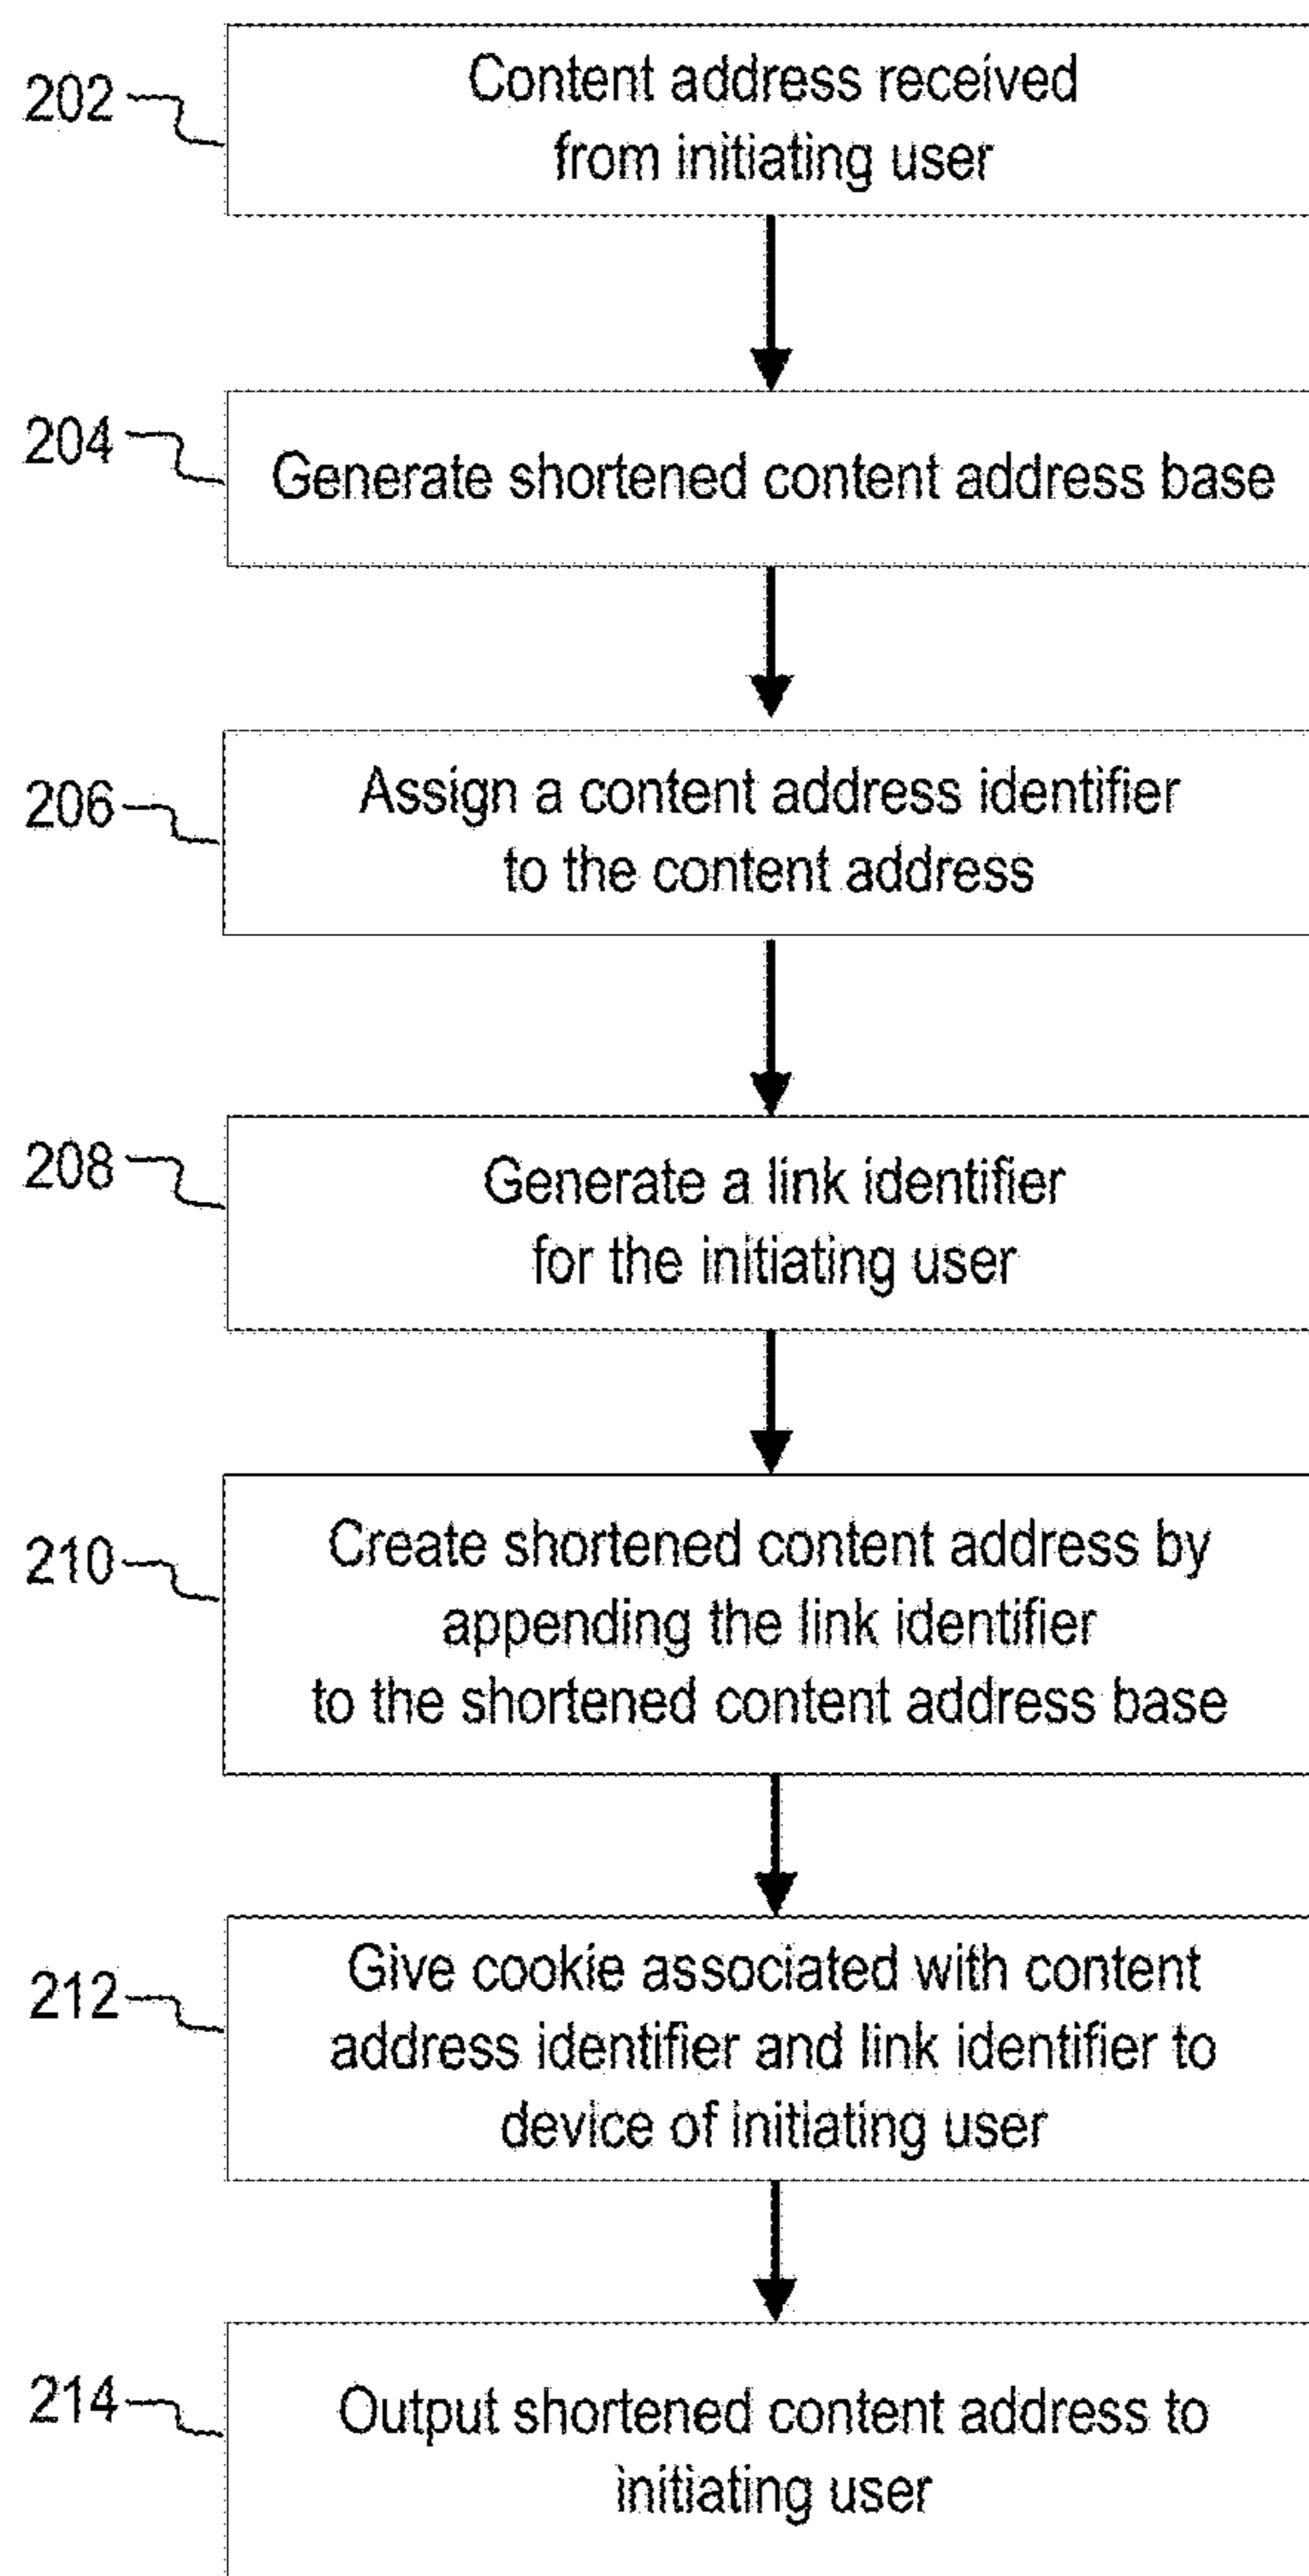 202
Content address received
from initiating user
204
Generate shortened content address base
206
Assign a content address identifier
to the content address
208
Generate a link identifier
for the initiating user
210
Create shortened content address by
appending the link identifier
to the shortened content address base
212
Give cookie associated with content
address identifier and link identifier to
device of initiating user
214
Output shortened content address to
initiating user